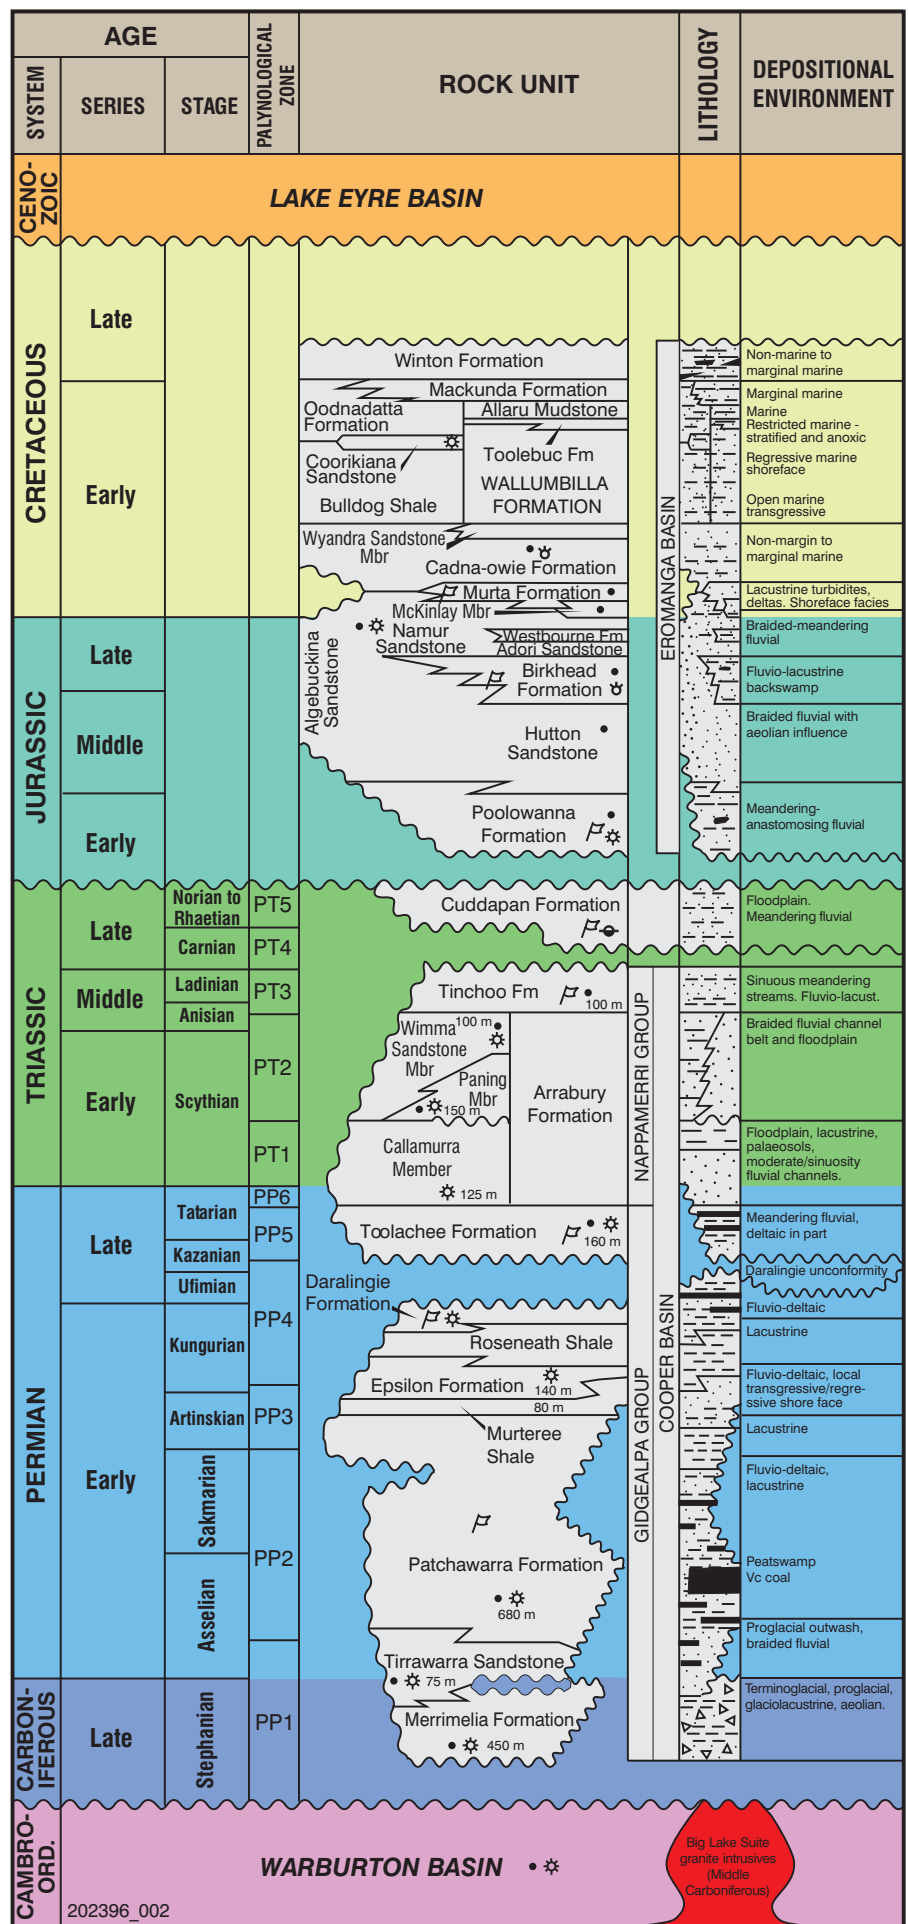 AGE
SYSTEM
SERIES
STAGE
PALYNOLOGICAL
ZONE
ROCK UNIT
LITHOLOGY
DEPOSITIONAL
ENVIRONMENT
CENO-
ZOIC
LAKE EYRE BASIN
CRETACEOUS
Late
Early
Winton Formation
Mackunda Formation
Oodnadatta
Formation
Allaru Mudstone
Coorikiana
Sandstone
Toolebuc Fm
Bulldog Shale
WALLUMBILLA
FORMATION
Wyandra Sandstone
Mbr
Cadna-owie Formation
Murta Formation
McKinlay Mbr
EROMANGA BASIN
Non-marine to
marginal marine
Marginal marine
Marine
Restricted marine -
stratified and anoxic
Regressive marine
shoreface
Open marine
transgressive
Non-margin to
marginal marine
Lacustrine turbidites,
deltas. Shoreface facies
JURASSIC
Late
Middle
Early
Algebuckina
Sandstone
Namur
Sandstone
Westbourne Fm
Adori Sandstone
Birkhead
Formation
Hutton
Sandstone
Poolowanna
Formation
Braided-meandering
fluvial
Fluvio-lacustrine
backswamp
Braided fluvial with
aeolian influence
Meandering-
anastomosing fluvial
TRIASSIC
Late
Middle
Early
Norian to
Rhaetian
Carnian
Ladinian
Anisian
Scythian
PT5
PT4
PT3
PT2
PT1
Cuddapan Formation
Tinchoo Fm
100 m
Wimma
Sandstone
Mbr
100 m
Paning
Mbr
150 m
Arrabury
Formation
Callamurra
Member
125 m
NAPPAMERRI GROUP
Floodplain.
Meandering fluvial
Sinuous meandering
streams. Fluvio-lacust.
Braided fluvial channel
belt and floodplain
Floodplain, lacustrine,
palaeosols,
moderate/sinuosity
fluvial channels.
PERMIAN
Late
Early
Tatarian
Kazanian
Ufimian
Kungurian
Artinskian
Sakmarian
Asselian
PP6
PP5
PP4
PP3
PP2
Toolachee Formation
160 m
Daralingie
Formation
Roseneath Shale
Epsilon Formation
140 m
80 m
Murteree
Shale
Patchawarra Formation
680 m
Tirrawarra Sandstone
75 m
GIDGEALPA GROUP
COOPER BASIN
Meandering fluvial,
deltaic in part
Daralingie unconformity
Fluvio-deltaic
Lacustrine
Fluvio-deltaic, local
transgressive/regre-
ssive shore face
Lacustrine
Fluvio-deltaic,
lacustrine
Peatswamp
Vc coal
Proglacial outwash,
braided fluvial
CARBON-
IFEROUS
Late
Stephanian
PP1
Merrimelia Formation
450 m
Terminoglacial, proglacial,
glaciolacustrine, aeolian.
CAMBRO-
ORD.
WARBURTON BASIN
Big Lake Suite
granite intrusives
(Middle
Carboniferous)
202396_002